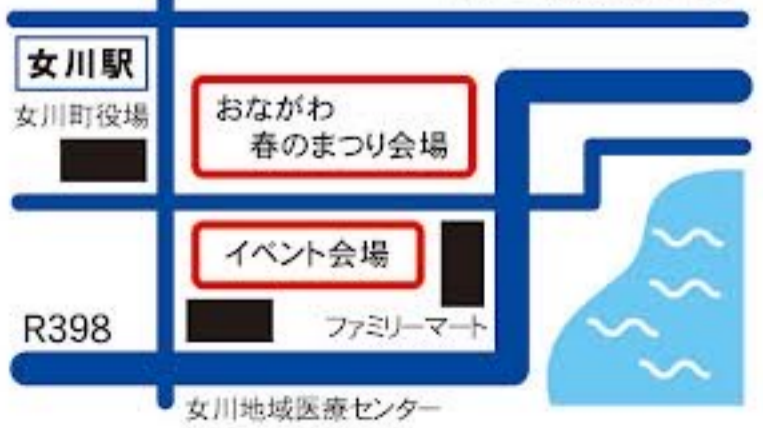 女川駅
女川町役場
おながわ
春のまつり会場
イベント会場
R398
ファミリーマート
女川地域医療センター